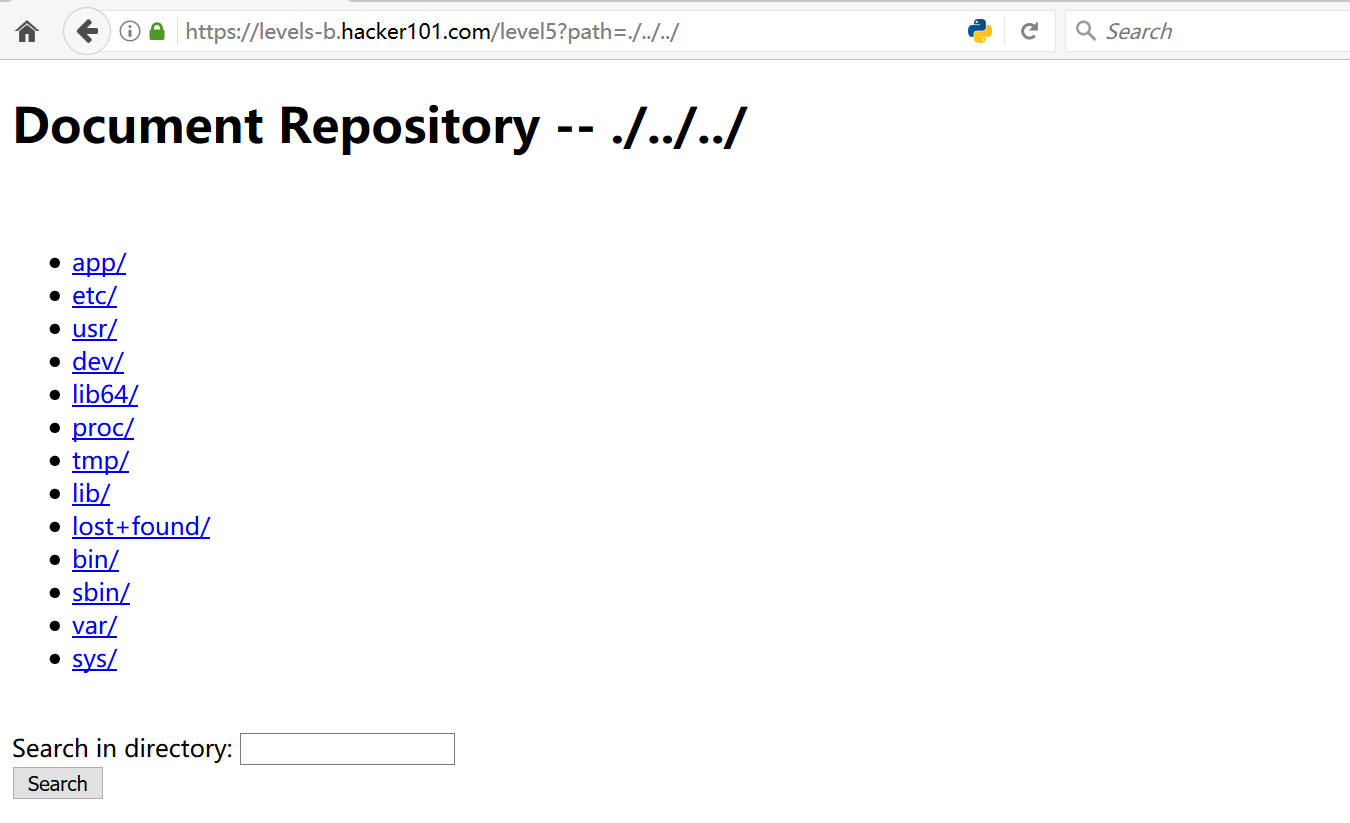 https://levels-b.hacker101.com/level5?path=./../../
Search
Document Repository -- ./../../
app/
etc/
usr/
dev/
lib64/
proc/
tmp/
lib/
lost+found/
bin/
sbin/
var/
sys/
Search in directory:
Search